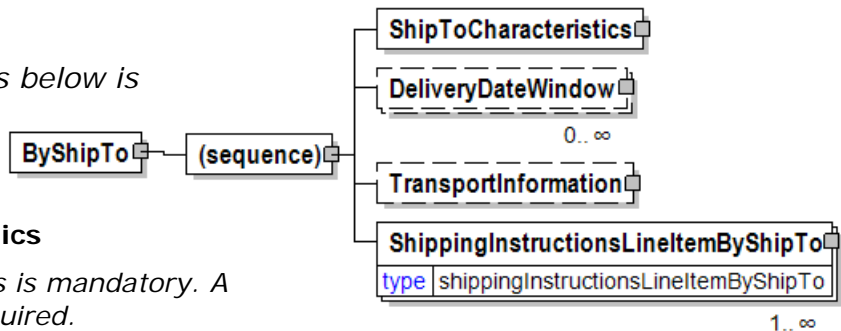 s below is
ics
s is mandatory. A
uired.
ByShipTo
(sequence)
ShipToCharacteristics
DeliveryDateWindow
0.. ∞
TransportInformation
ShippingInstructionsLineItemByShipTo
type shippingInstructionsLineItemByShipTo
1.. ∞